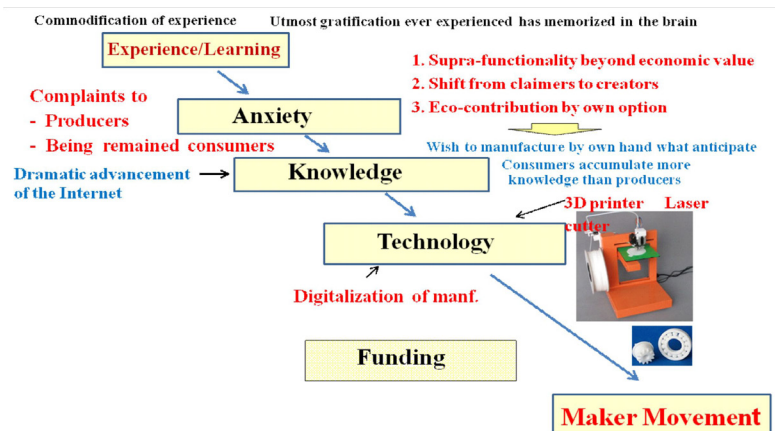 Commodification of experience
Utmost gratification ever experienced has memorized in the brain
Experience/Learning
1. Supra-functionality beyond economic value
2. Shift from claimers to creators
3. Eco-contribution by own option
Complaints to
- Producers
- Being remained consumers
Anxiety
Wish to manufacture by own hand what anticipate
Consumers accumulate more
knowledge than producers
Dramatic advancement
of the Internet
Knowledge
3D printer Laser
cutter
Technology
Digitalization of manf.
Funding
Maker Movement